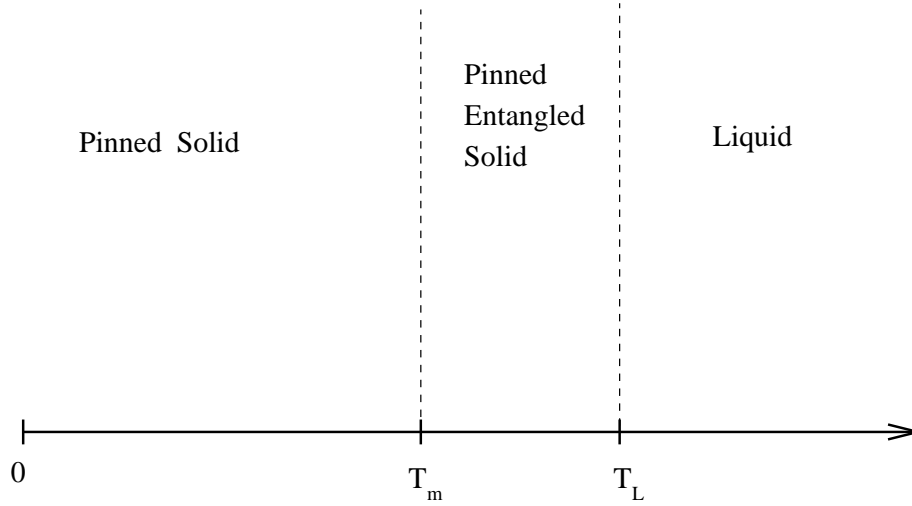 Pinned Solid
Pinned
Entangled
Solid
Liquid
0
T_m
T_L